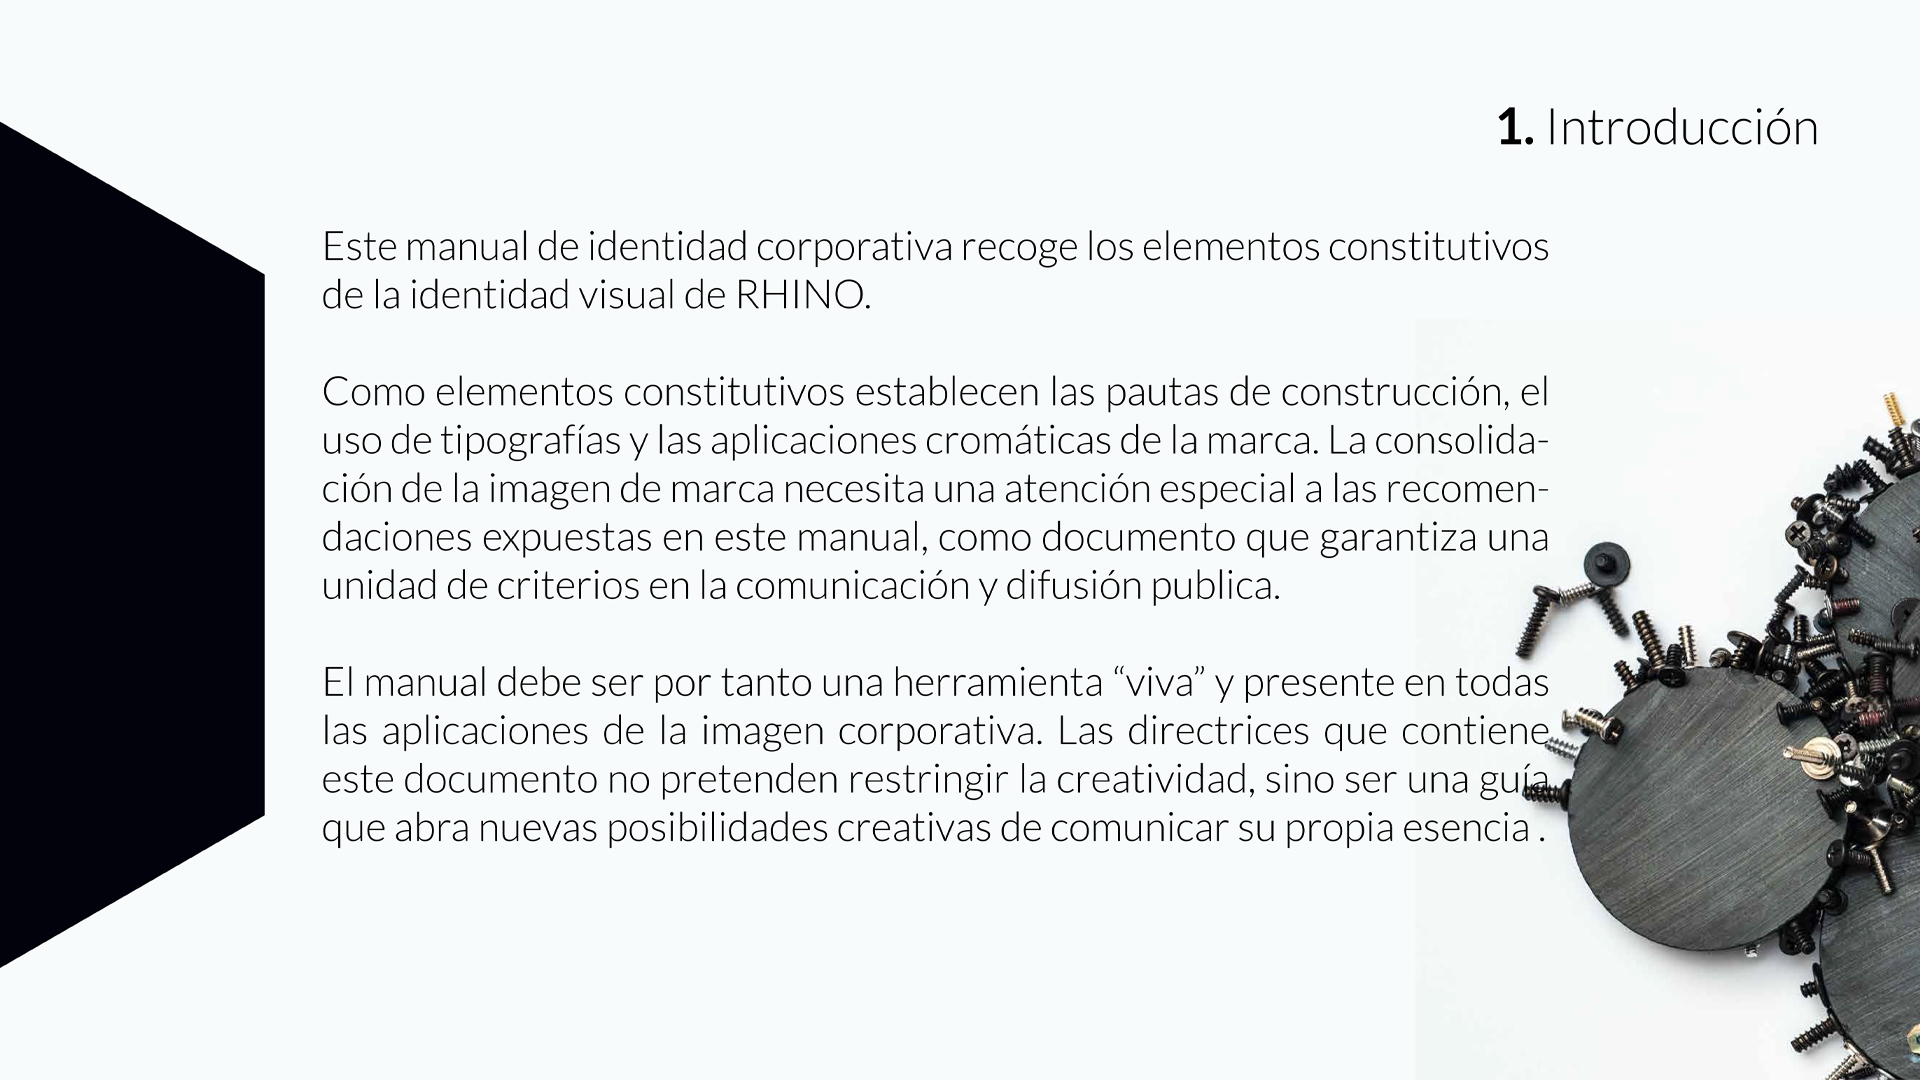 1. Introducción
Este manual de identidad corporativa recoge los elementos constitutivos
de la identidad visual de RHINO.
Como elementos constitutivos establecen las pautas de construcción, el
uso de tipografías y las aplicaciones cromáticas de la marca. La consolida-
ción de la imagen de marca necesita una atención especial a las recomen-
daciones expuestas en este manual, como documento que garantiza una
unidad de criterios en la comunicación y difusión publica.
El manual debe ser por tanto una herramienta “viva” y presente en todas
las aplicaciones de la imagen corporativa. Las directrices que contiene
este documento no pretenden restringir la creatividad, sino ser una guía
que abra nuevas posibilidades creativas de comunicar su propia esencia .